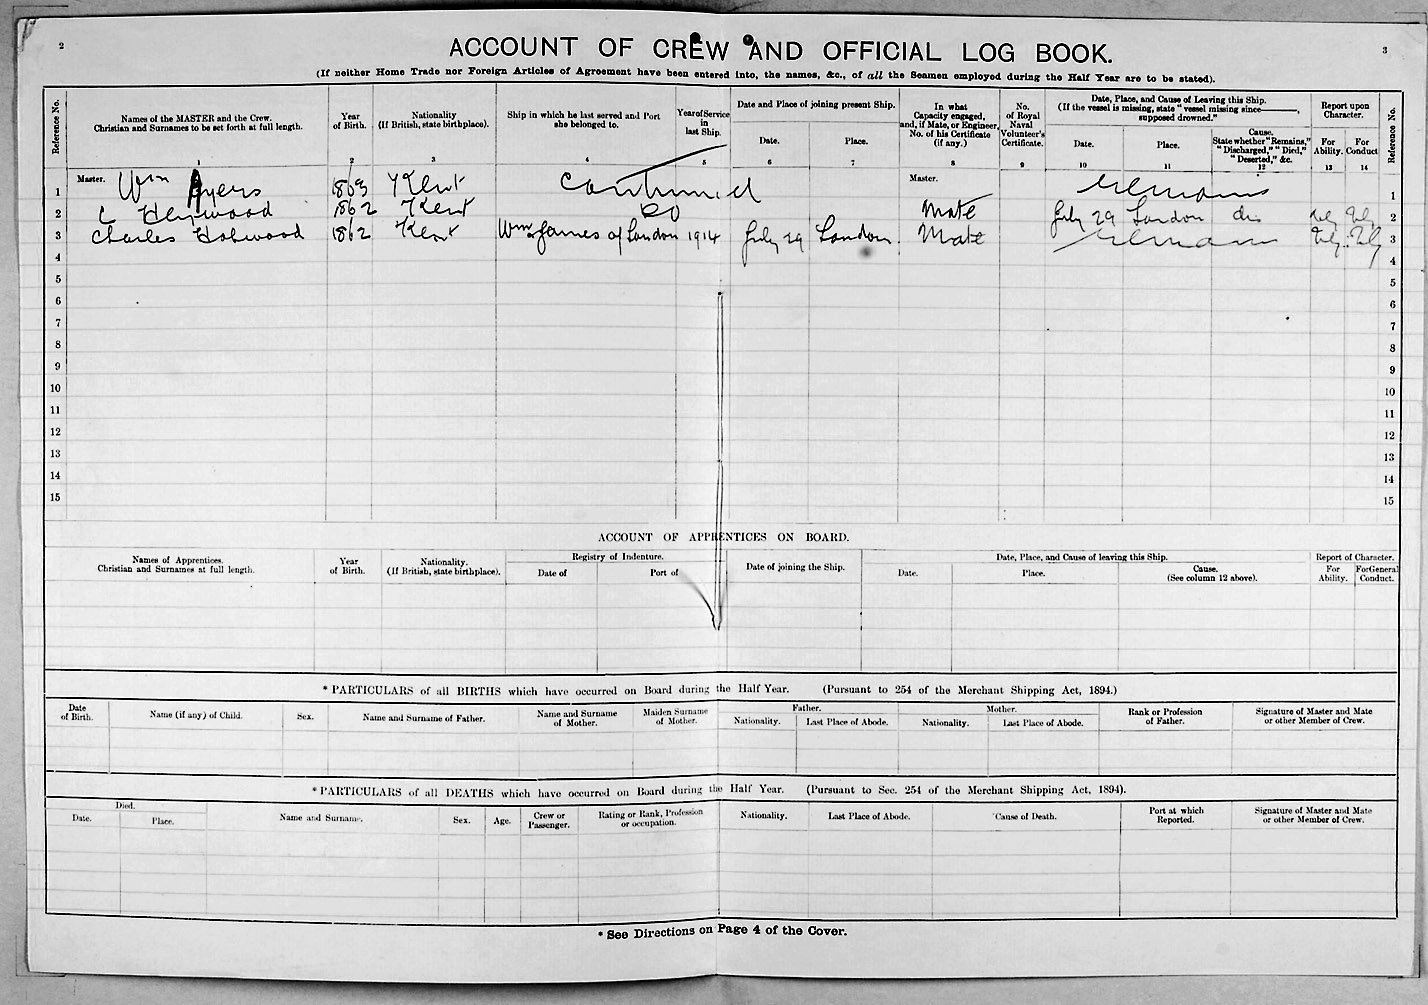 2
3
ACCOUNT OF CREW AND OFFICIAL LOG BOOK.
(If neither Home Trade nor Foreign Articles of Agreement have been entered into, the names, &c., of all the Seamen employed during the Half Year are to be stated).
Reference No.
Names of the MASTER and the Crew. Christian and Surnames to be set forth at full length.
Year of Birth.
Nationality (If British, state birthplace).
Ship in which he last served and Port she belonged to.
Year of Service in last Ship.
Date and Place of joining present Ship.
Date.
Place.
In what Capacity engaged, and, if Mate, or Engineer, No. of his Certificate (if any.)
No. of Royal Naval Volunteer's Certificate.
Date, Place, and Cause of Leaving this Ship.
(If the vessel is missing, state "vessel missing since———, supposed drowned."
Date.
Place.
Cause. State whether "Remains," "Discharged," "Died," "Deserted," &c.
Report upon Character.
For Ability.
For Conduct
Reference No.
1 2 3 4 5 6 7 8 9 10 11 12 13 14
1 Master. Wm Ayers 1863 Kent Continued Master. Remains 1
2 C Heywood 1862 Kent Do Mate July 29 London dis 2
3 Charles Hobwood 1862 Kent Wm James of London 1914 July 29 London. Mate Remains 3
4 4
5 5
6 6
7 7
8 8
9 9
10 10
11 11
12 12
13 13
14 14
15 15
ACCOUNT OF APPRENTICES ON BOARD.
Names of Apprentices. Christian and Surnames at full length.
Year of Birth.
Nationality. (If British, state birthplace).
Registry of Indenture.
Date of
Port of
Date of joining the Ship.
Date, Place, and Cause of leaving this Ship.
Date.
Place.
Cause. (See column 12 above).
Report of Character.
For Ability.
For General Conduct.
* PARTICULARS of all BIRTHS which have occurred on Board during the Half Year. (Pursuant to 254 of the Merchant Shipping Act, 1894.)
Date of Birth.
Name (if any) of Child.
Sex.
Name and Surname of Father.
Name and Surname of Mother.
Maiden Surname of Mother.
Father.
Nationality.
Last Place of Abode.
Mother.
Nationality.
Last Place of Abode.
Rank or Profession of Father.
Signature of Master and Mate or other Member of Crew.
* PARTICULARS of all DEATHS which have occurred on Board during the Half Year. (Pursuant to Sec. 254 of the Merchant Shipping Act, 1894).
Died.
Date.
Place.
Name and Surname.
Sex.
Age.
Crew or Passenger.
Rating or Rank, Profession or occupation.
Nationality.
Last Place of Abode.
Cause of Death.
Port at which Reported.
Signature of Master and Mate or other Member of Crew.
* See Directions on Page 4 of the Cover.